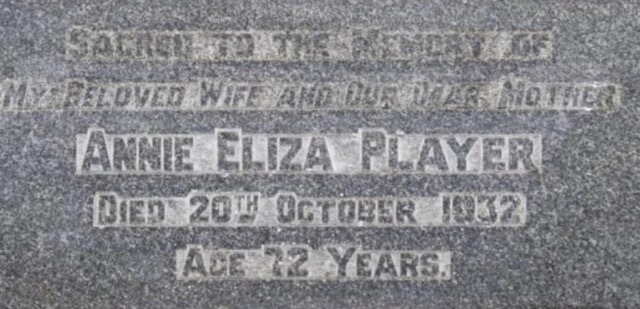 Sacred to the Memory of
My Beloved Wife and Our Dear Mother
Annie Eliza Player
Died 20th October 1932
Age 72 Years.